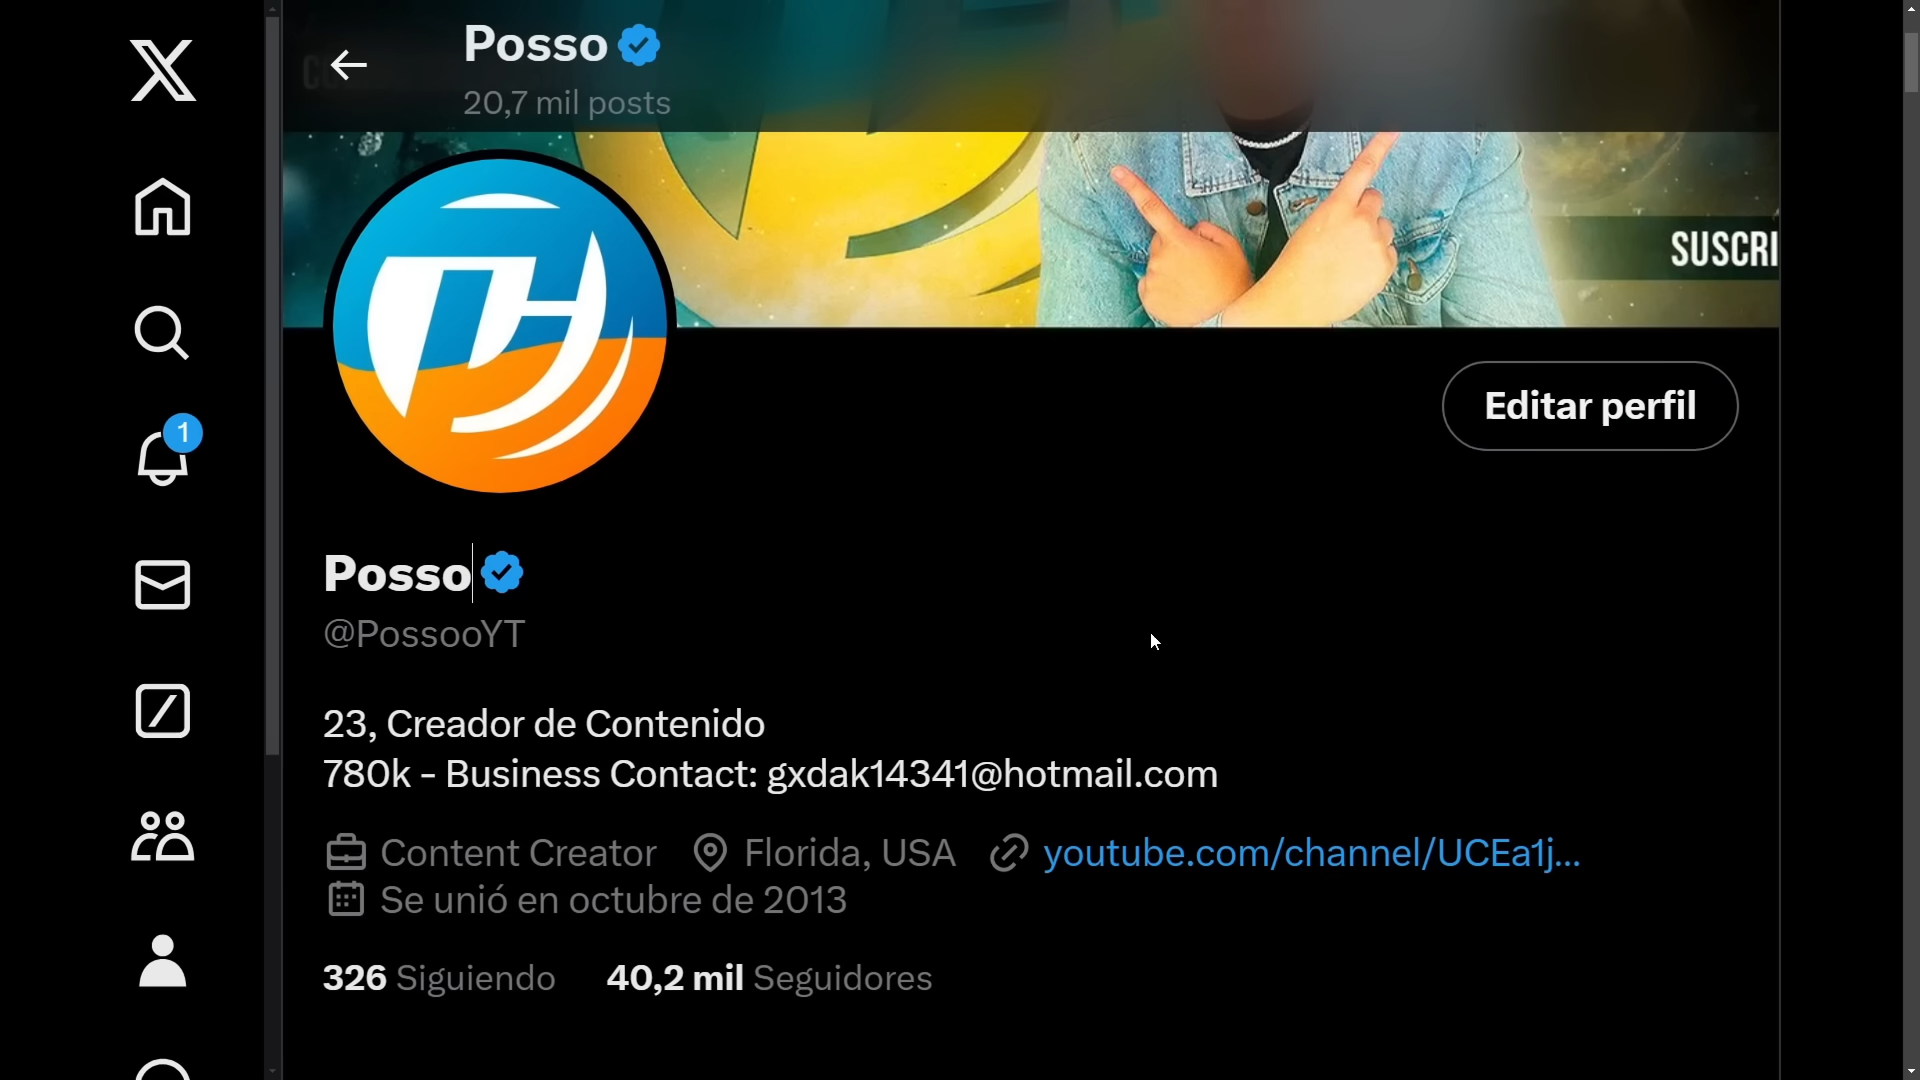 Posso
20,7 mil posts
SUSCRI
Editar perfil
1
Posso
@PossooYT
23, Creador de Contenido
780k - Business Contact: gxdak14341@hotmail.com
Content Creator Florida, USA youtube.com/channel/UCEa1j...
Se unió en octubre de 2013
326 Siguiendo 40,2 mil Seguidores